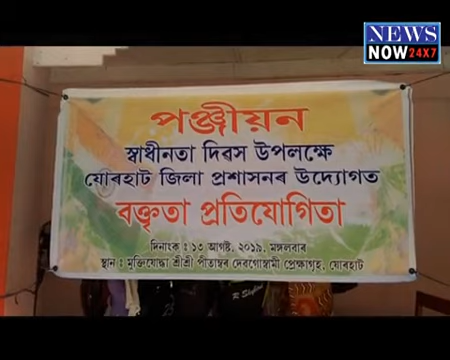 NEWS
NOW 24X7
পঞ্জীয়ন
স্বাধীনতা দিৱস উপলক্ষে
যোৰহাট জিলা প্ৰশাসনৰ উদ্যোগত
বক্তৃতা প্ৰতিযোগিতা
দিনাংক : ১৩ আগষ্ট, ২০১৯, মঙ্গলবাৰ
স্থান : মুক্তিযোদ্ধা শ্ৰীশ্ৰী পীতাম্বৰ দেৱগোস্বামী প্ৰেক্ষাগৃহ, যোৰহাট